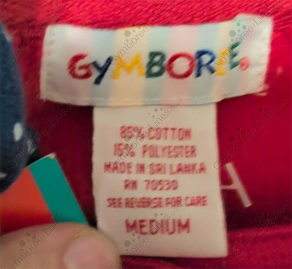 GYMBOREE
85% COTTON
15% POLYESTER
MADE IN SRI LANKA
RN 70530
SEE REVERSE FOR CARE
MEDIUM